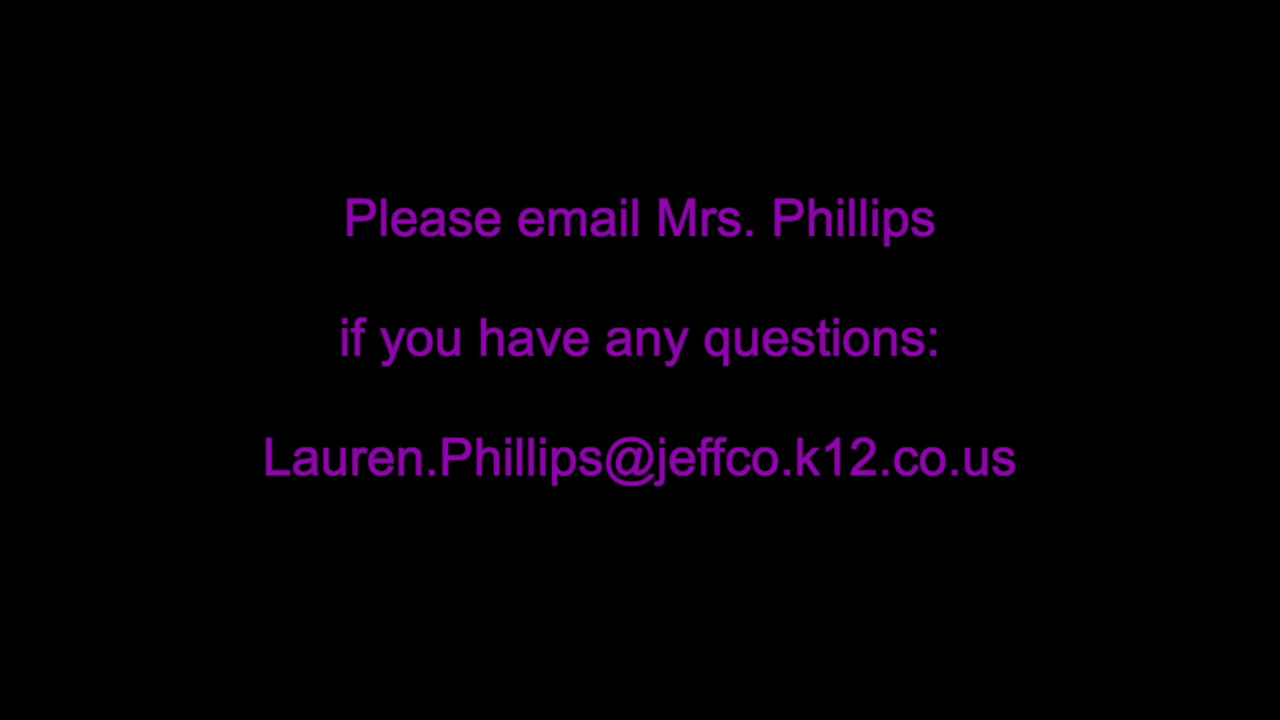 Please email Mrs. Phillips
if you have any questions:
Lauren.Phillips@jeffco.k12.co.us